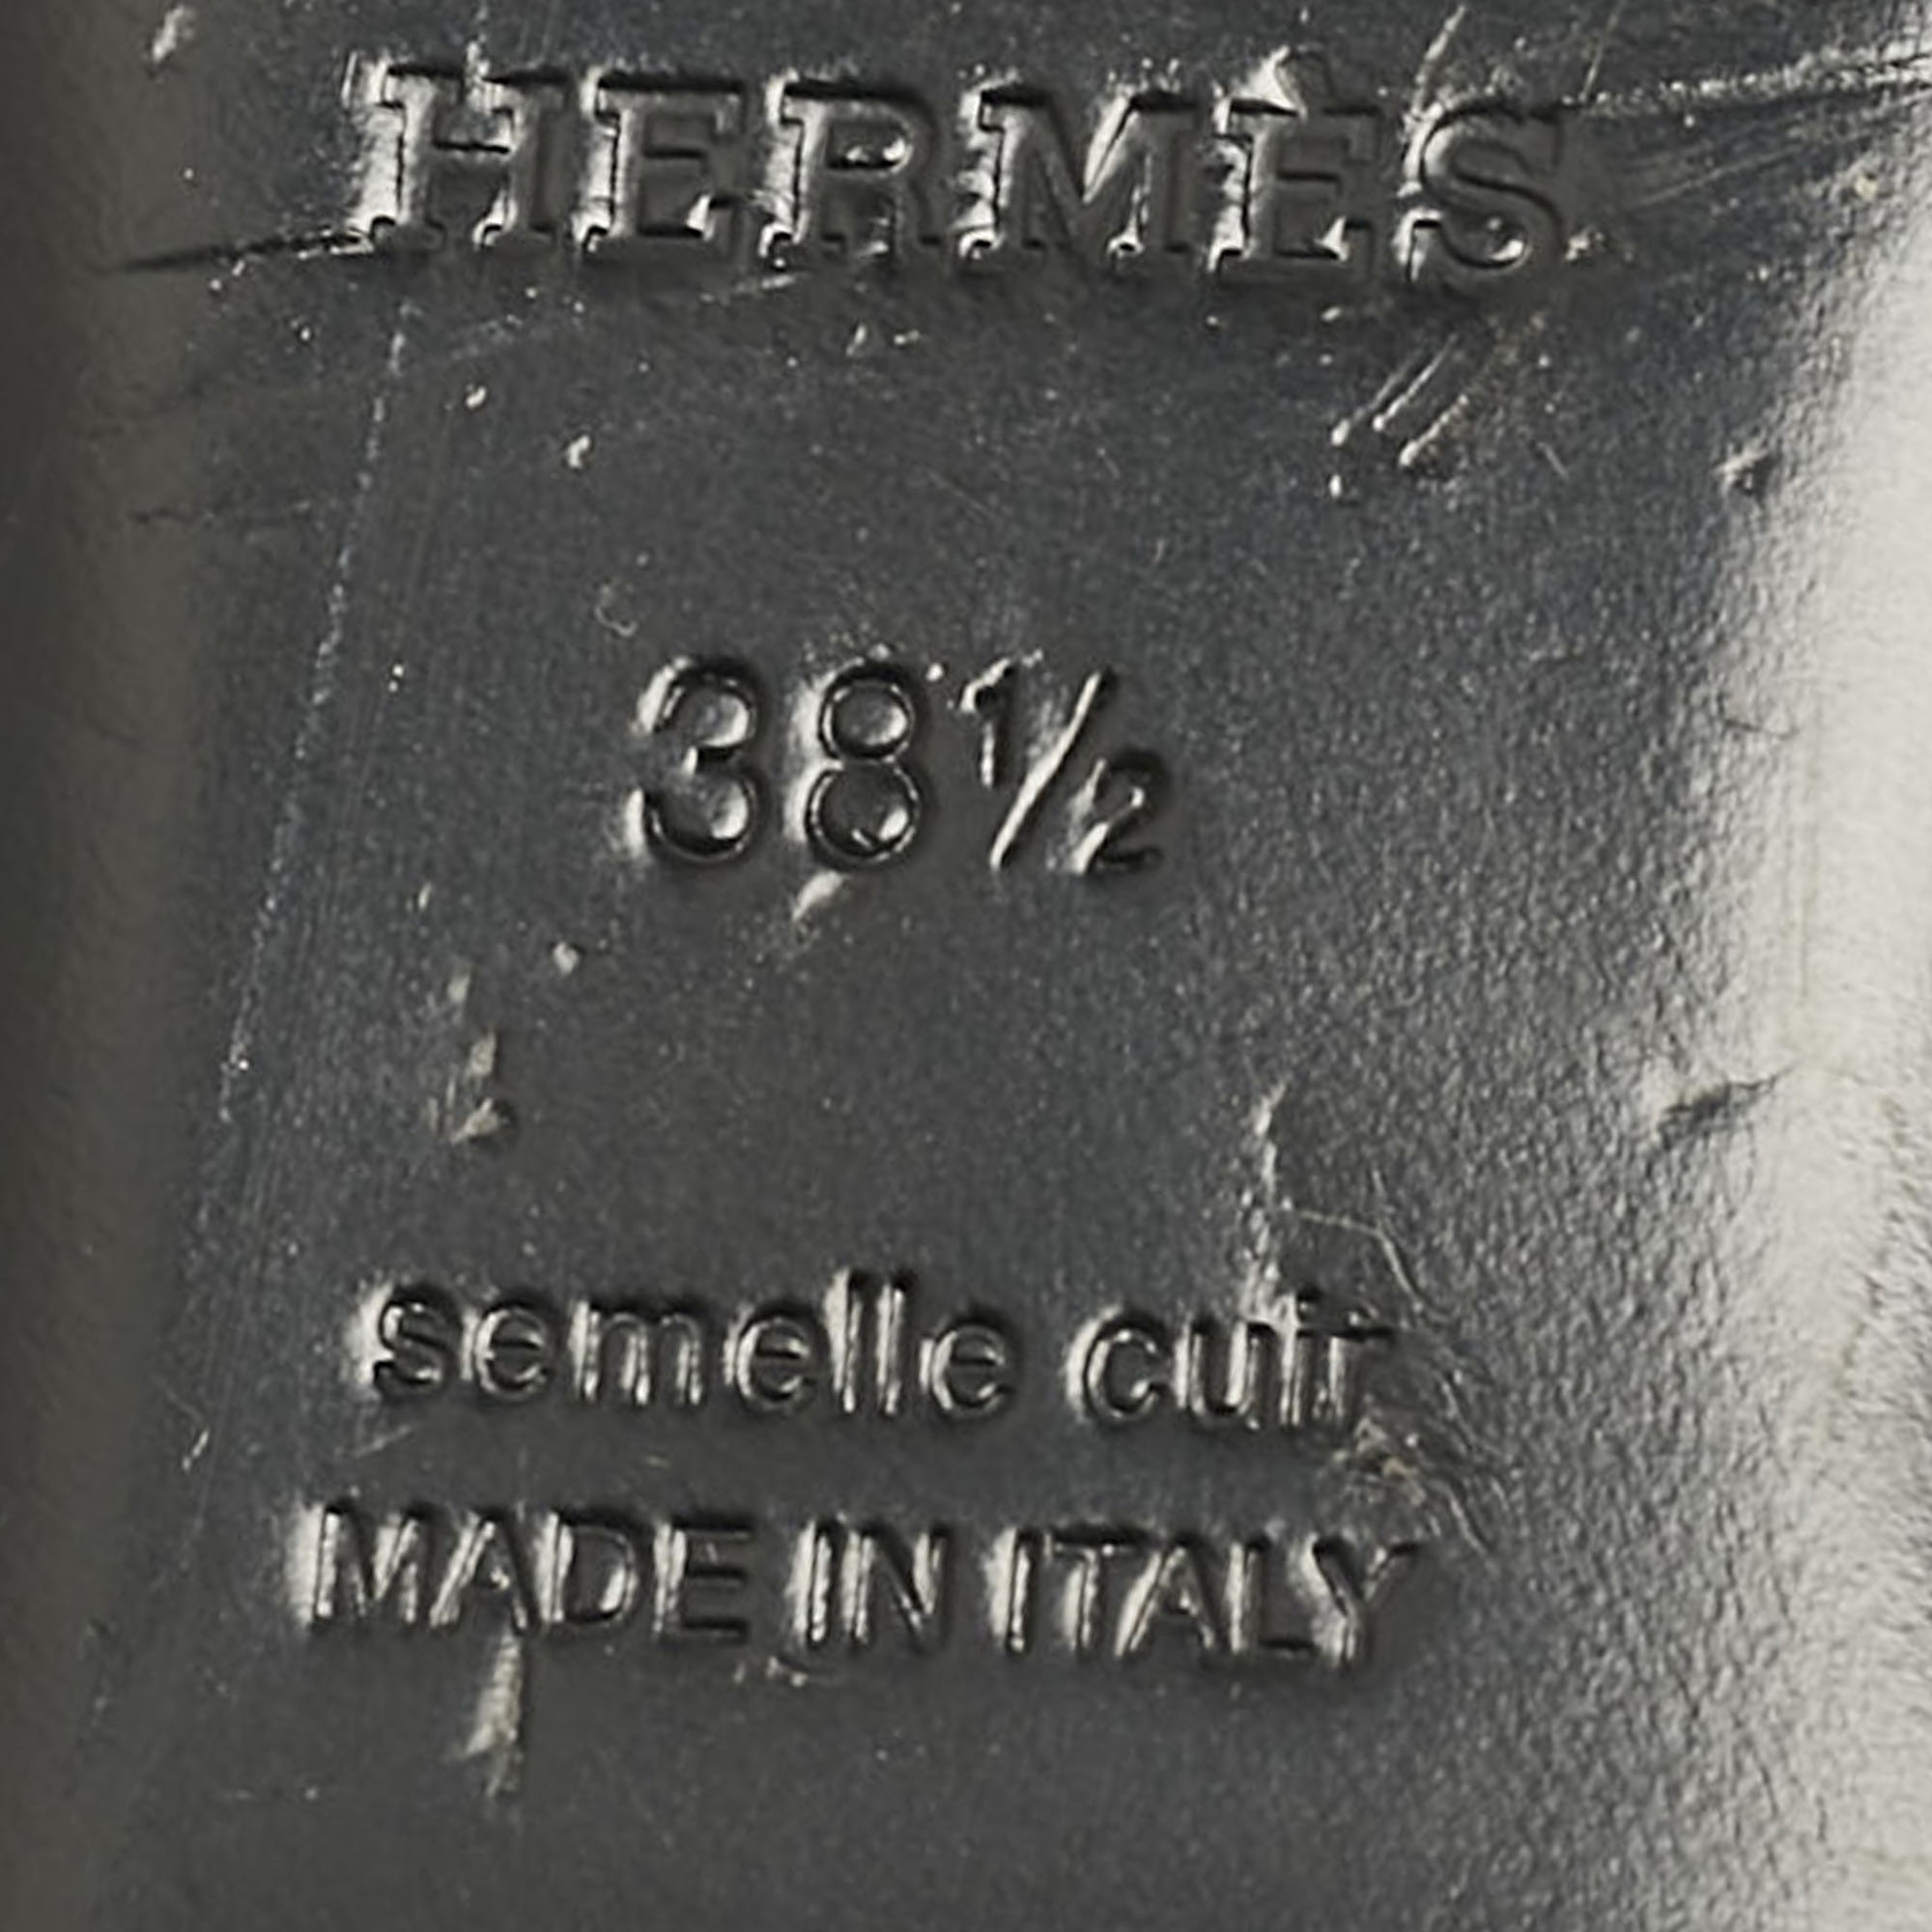 HERMÈS
38½
semelle cuir
MADE IN ITALY